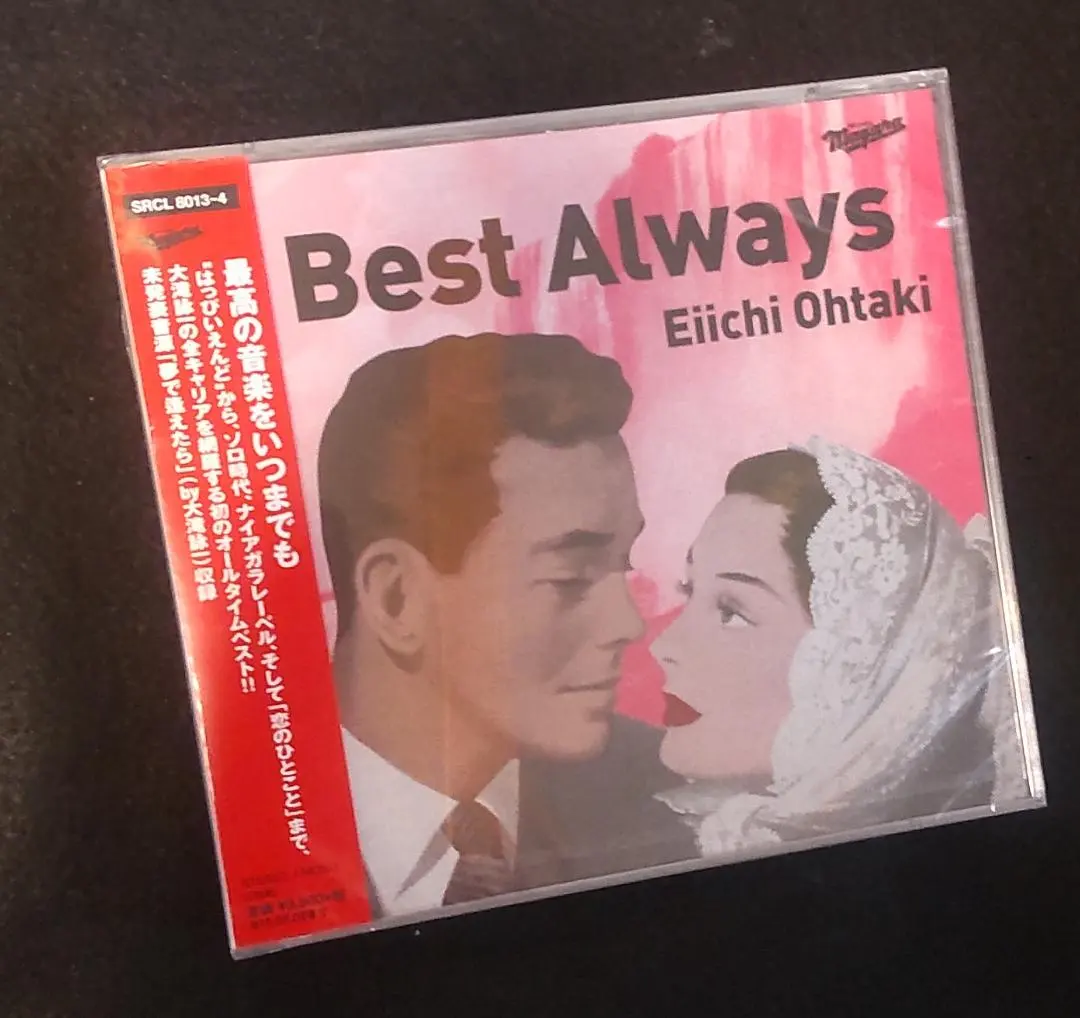 SRCL 8013~4
Niagara
Best Always
Eiichi Ohtaki
最高の音楽をいつまでも
"はっぴいえんど"から、ソロ時代、ナイアガラレーベル、そして「恋のひとこと」まで、
大滝詠一の全キャリアを網羅する初のオールタイムベスト!!
未発表音源「夢で逢えたら」(by大滝詠一)収録